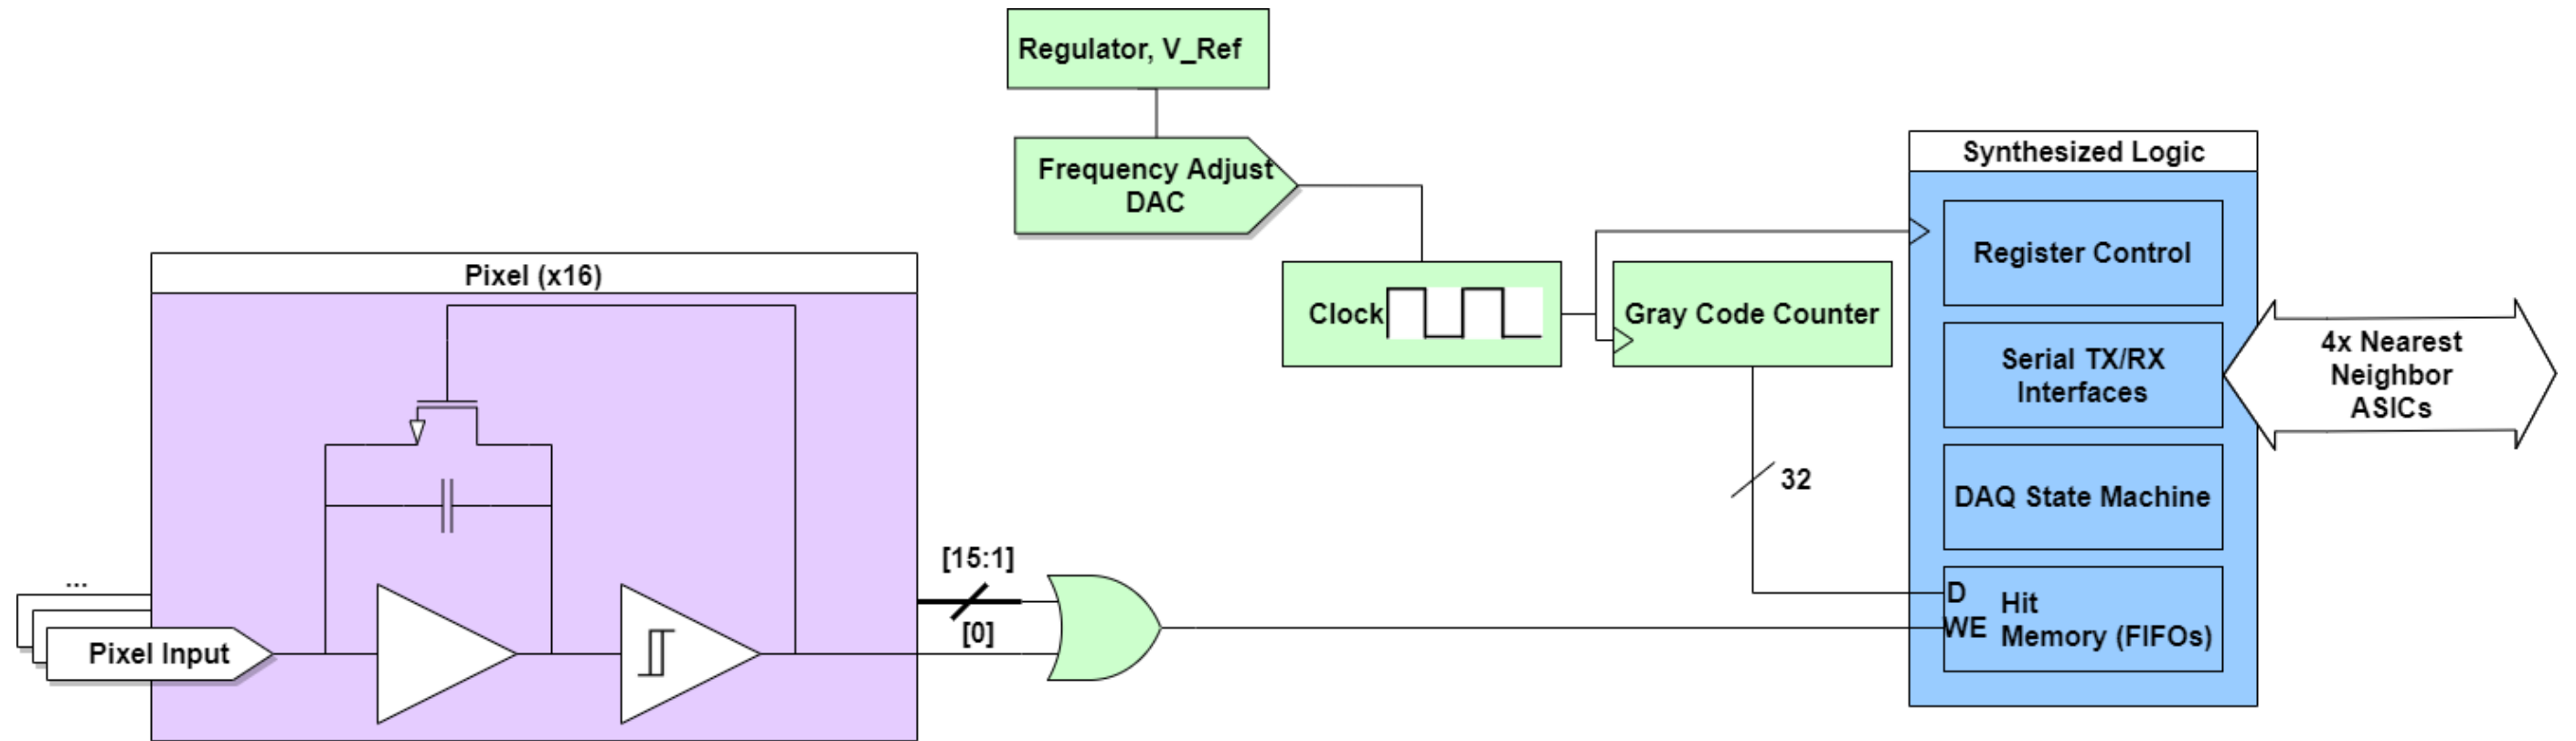 Regulator, V_Ref
Frequency Adjust
DAC
Synthesized Logic
Register Control
Pixel (x16)
Clock
Gray Code Counter
Serial TX/RX
Interfaces
4x Nearest
Neighbor
ASICs
32
DAQ State Machine
[15:1]
...
[0]
Pixel Input
D
WE
Hit
Memory (FIFOs)